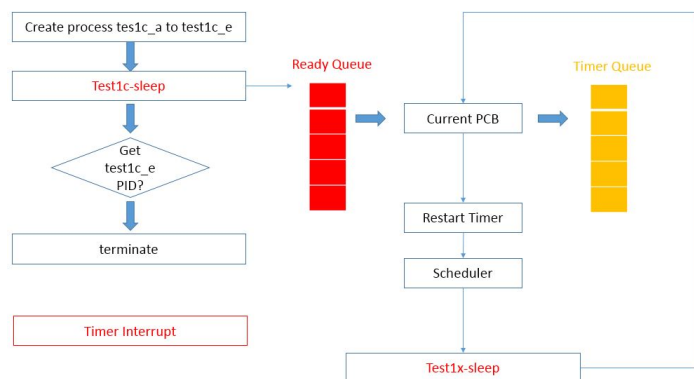 Create process tes1c_a to test1c_e
Test1c-sleep
Get
test1c_e
PID?
terminate
Timer Interrupt
Ready Queue
Current PCB
Timer Queue
Restart Timer
Scheduler
Test1x-sleep